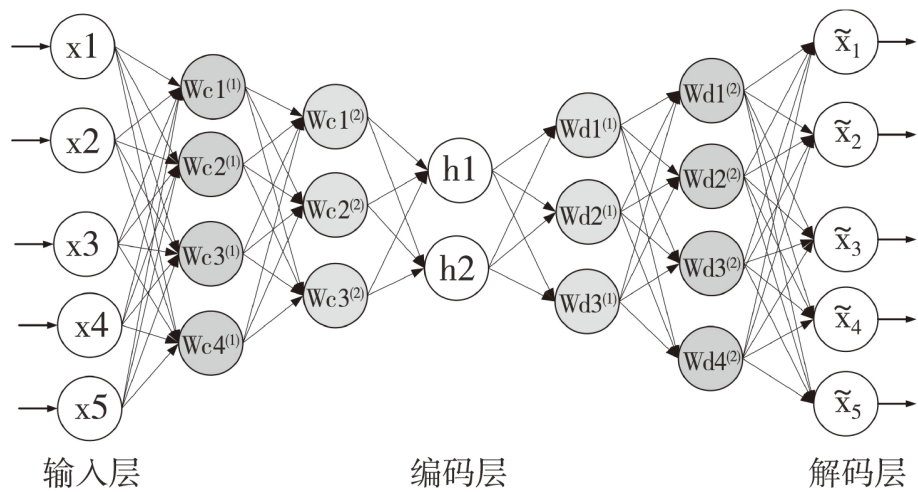 x1
x2
x3
x4
x5
Wc1(1)
Wc2(1)
Wc3(1)
Wc4(1)
Wc1(2)
Wc2(2)
Wc3(2)
h1
h2
Wd1(1)
Wd2(1)
Wd3(1)
Wd1(2)
Wd2(2)
Wd3(2)
Wd4(2)
x̃1
x̃2
x̃3
x̃4
x̃5
输入层 编码层 解码层